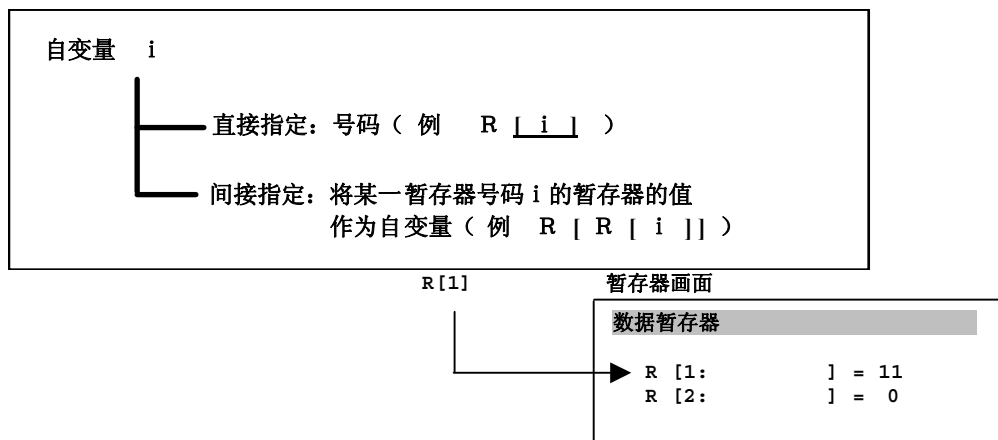 自变量 i
直接指定：号码（ 例 R [ i ] ）
间接指定：将某一暂存器号码 i 的暂存器的值
作为自变量（ 例 R [ R [ i ]] ）
R[1]
暂存器画面
数据暂存器
R [1: ] = 11
R [2: ] = 0